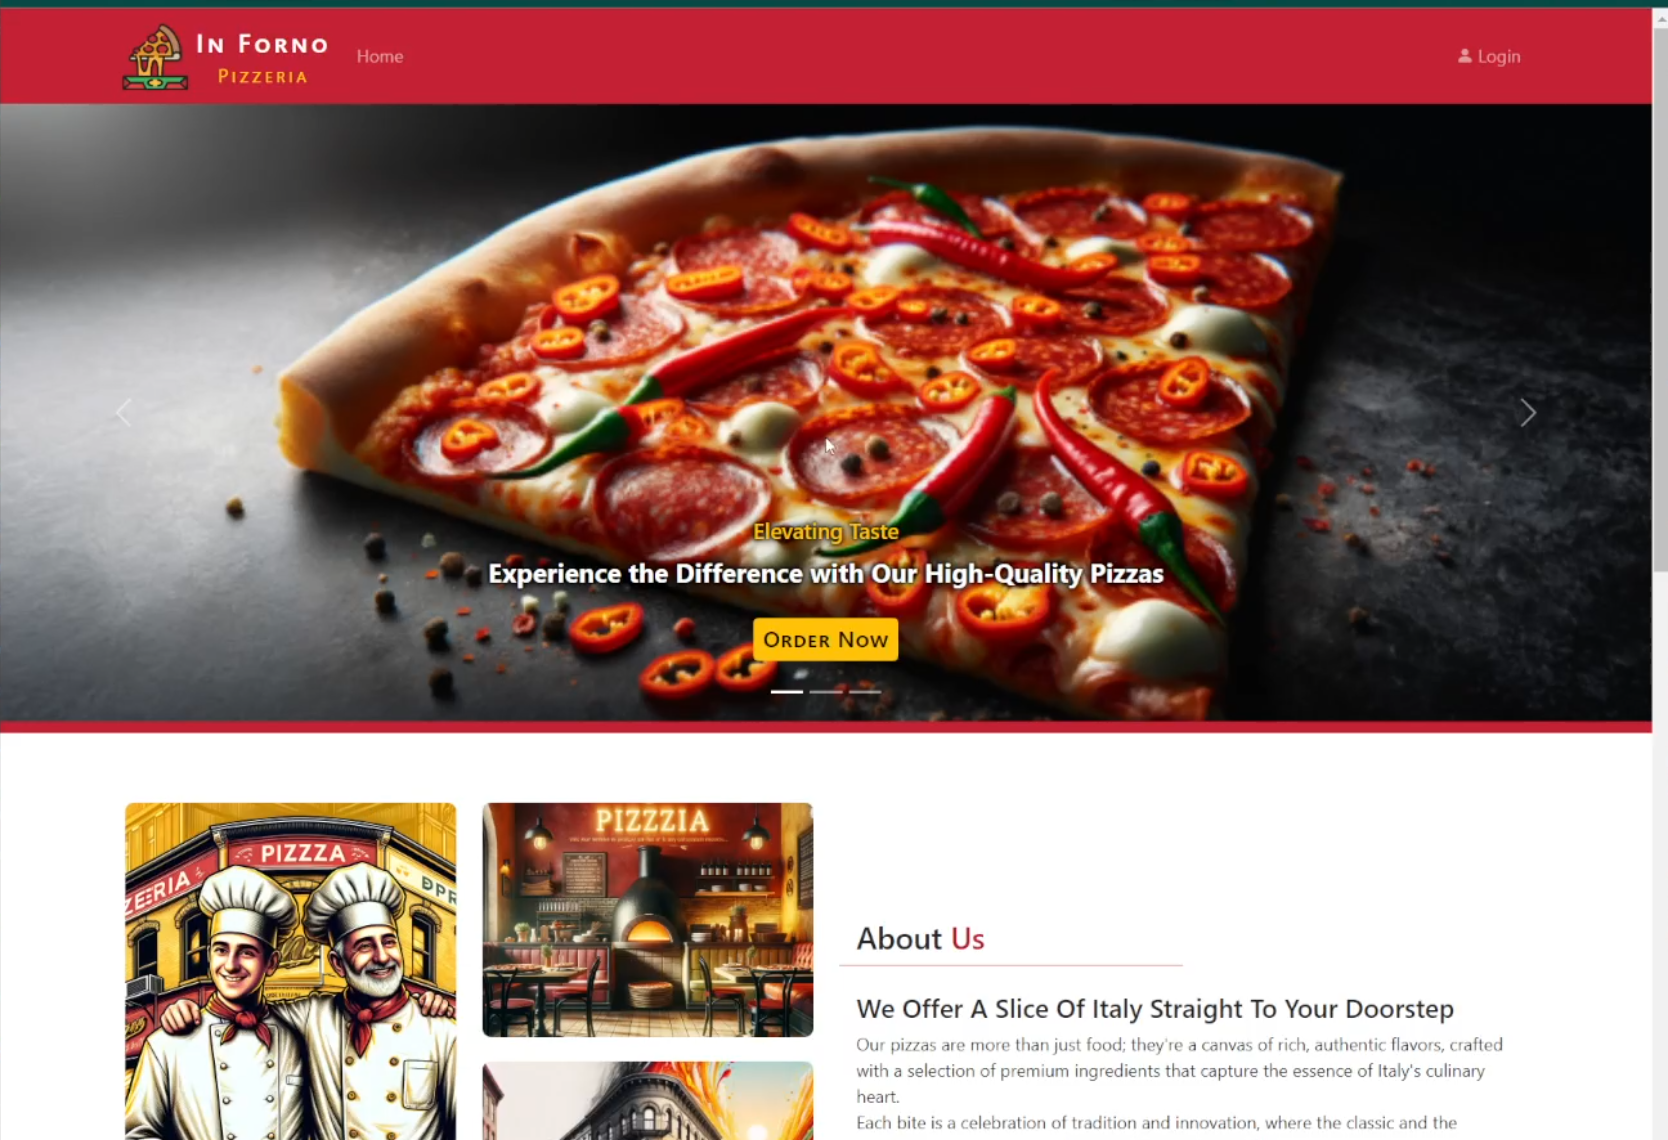 In Forno
Pizzeria
Home
Login
Elevating Taste
Experience the Difference with Our High-Quality Pizzas
Order Now
PIZZZA
ZEERIA
DPR
PIZZZIA
About Us
We Offer A Slice Of Italy Straight To Your Doorstep
Our pizzas are more than just food; they're a canvas of rich, authentic flavors, crafted
with a selection of premium ingredients that capture the essence of Italy's culinary
heart.
Each bite is a celebration of tradition and innovation, where the classic and the